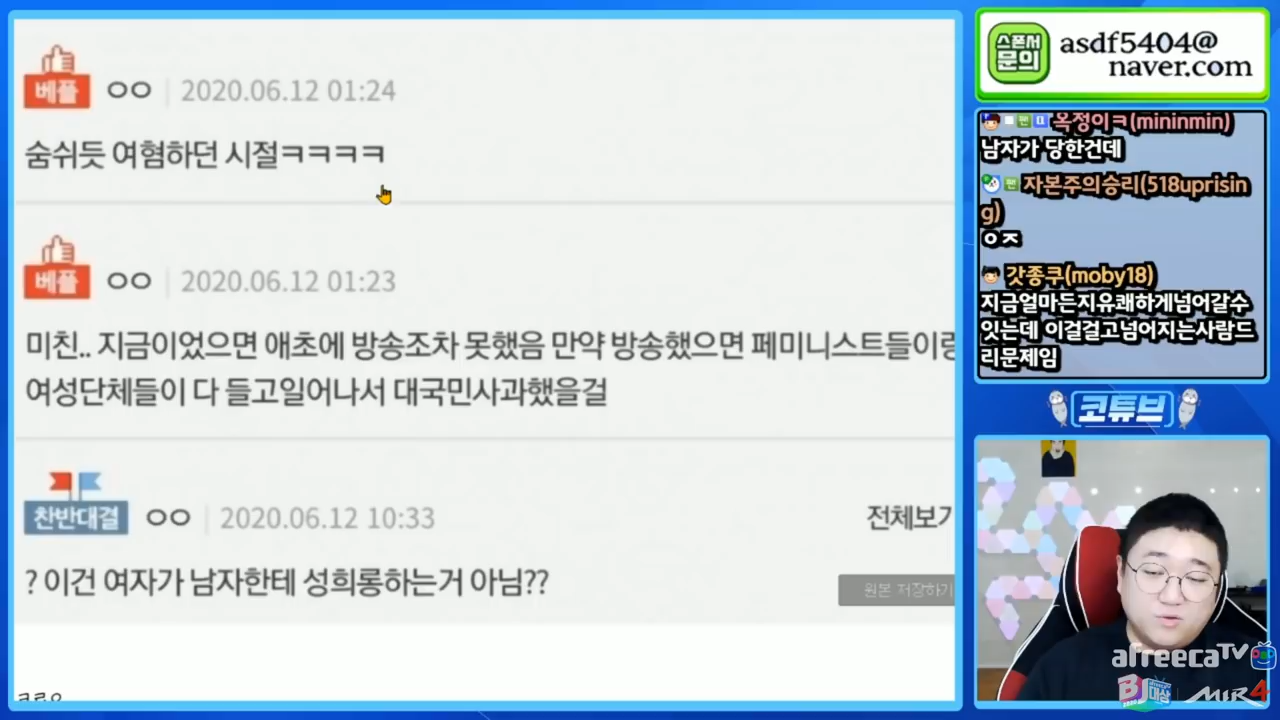 베플 ㅇㅇ 2020.06.12 01:24
숨쉬듯 여혐하던 시절ㅋㅋㅋㅋ
베플 ㅇㅇ 2020.06.12 01:23
미친.. 지금이었으면 애초에 방송조차 못했음 만약 방송했으면 페미니스트들이랑
여성단체들이 다 들고일어나서 대국민사과했을걸
찬반대결 ㅇㅇ 2020.06.12 10:33
전체보기
? 이건 여자가 남자한테 성희롱하는거 아님??
원본 저장하기
스폰서
문의
asdf5404@
naver.com
옥정이ㅋ(mininmin)
남자가 당한건데
팬 자본주의승리(518uprisin
g)
ㅇㅈ
갓종쿠(moby18)
지금얼마든지유쾌하게넘어갈수
잇는데 이걸걸고넘어지는사람드
리문제임
코튜브
afreecaTV
BJ대상
MIR4